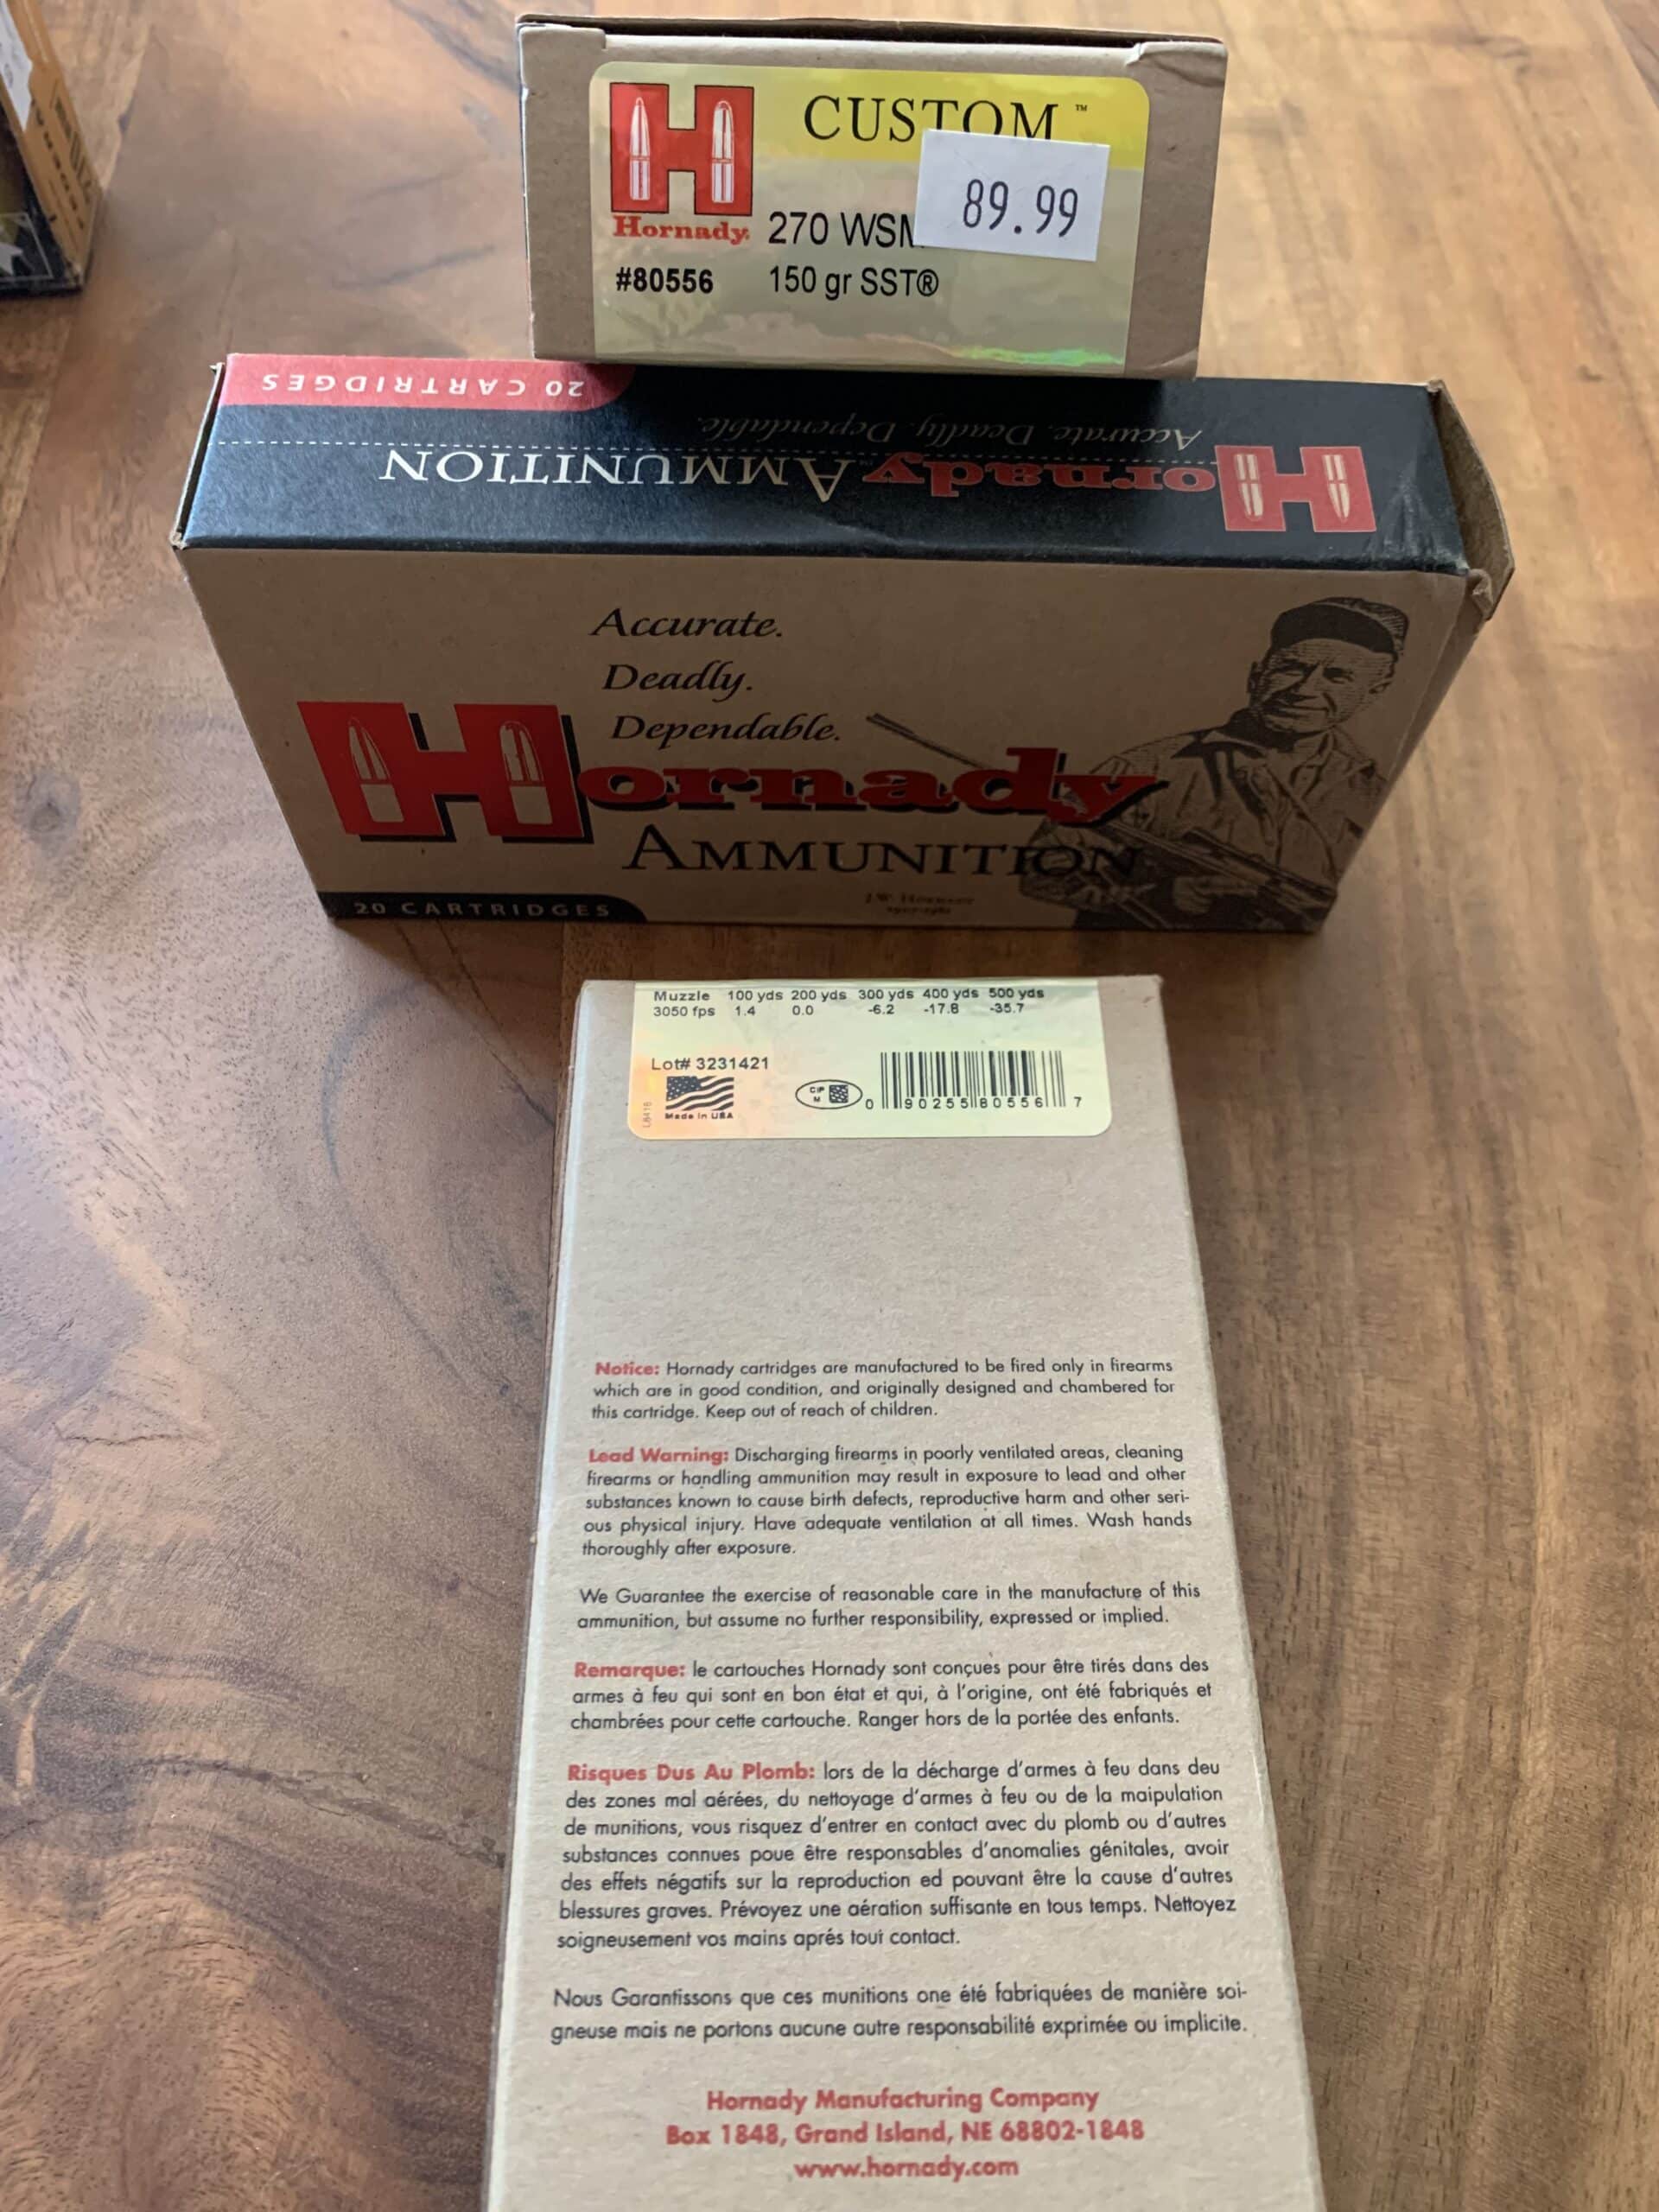 CUSTOM™
89.99
Hornady
270 WSM
#80556 150 gr SST®
20 CARTRIDGES
Accurate. Deadly. Dependable.
Hornady AMMUNITION
Accurate.
Deadly.
Dependable.
Hornady
AMMUNITION
20 CARTRIDGES
Muzzle 100 yds 200 yds 300 yds 400 yds 500 yds
3050 fps 1.4 0.0 -6.2 -17.8 -35.7
Lot# 3231421
CIP
M
Made in USA
0 90255 80556 7
Notice: Hornady cartridges are manufactured to be fired only in firearms
which are in good condition, and originally designed and chambered for
this cartridge. Keep out of reach of children.
Lead Warning: Discharging firearms in poorly ventilated areas, cleaning
firearms or handling ammunition may result in exposure to lead and other
substances known to cause birth defects, reproductive harm and other seri-
ous physical injury. Have adequate ventilation at all times. Wash hands
thoroughly after exposure.
We Guarantee the exercise of reasonable care in the manufacture of this
ammunition, but assume no further responsibility, expressed or implied.
Remarque: le cartouches Hornady sont conçues pour être tirés dans des
armes à feu qui sont en bon état et qui, à l'origine, ont été fabriqués et
chambrées pour cette cartouche. Ranger hors de la portée des enfants.
Risques Dus Au Plomb: lors de la décharge d'armes à feu dans deu
des zones mal aérées, du nettoyage d'armes à feu ou de la maipulation
de munitions, vous risquez d'entrer en contact avec du plomb ou d'autres
substances connues poue être responsables d'anomalies génitales, avoir
des effets négatifs sur la reproduction ed pouvant être la cause d'autres
blessures graves. Prévoyez une aération suffisante en tous temps. Nettoyez
soigneusement vos mains aprés tout contact.
Nous Garantissons que ces munitions one été fabriquées de manière soi-
gneuse mais ne portons aucune autre responsabilité exprimée ou implicite.
Hornady Manufacturing Company
Box 1848, Grand Island, NE 68802-1848
www.hornady.com